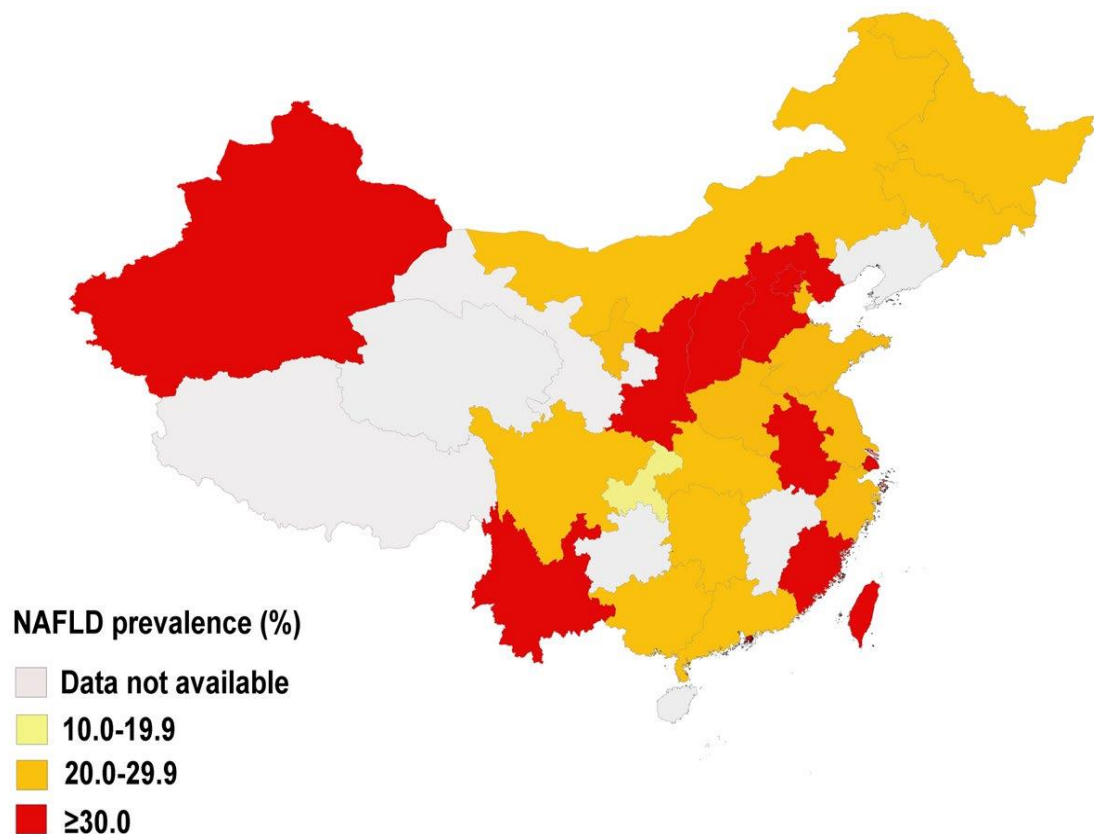 NAFLD prevalence (%)
Data not available
10.0-19.9
20.0-29.9
≥30.0